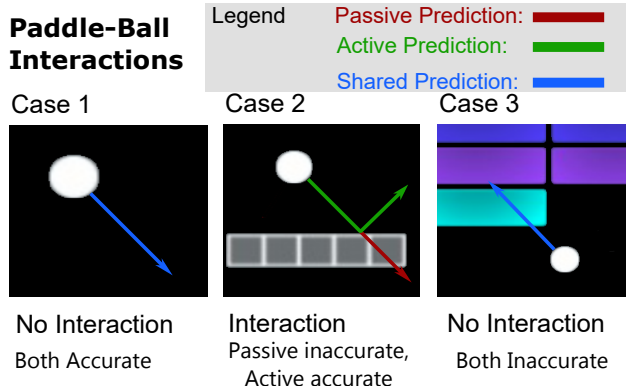 Paddle-Ball
Interactions
Legend
Passive Prediction:
Active Prediction:
Shared Prediction:
Case 1
Case 2
Case 3
No Interaction
Both Accurate
Interaction
Passive inaccurate,
Active accurate
No Interaction
Both Inaccurate